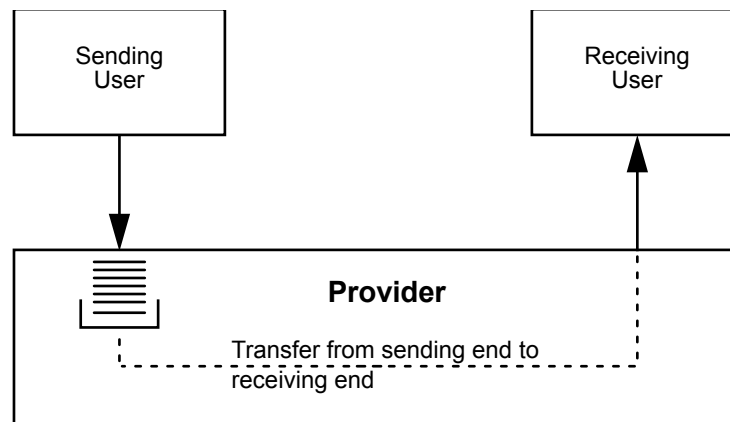 Sending
User
Receiving
User
Provider
Transfer from sending end to
receiving end